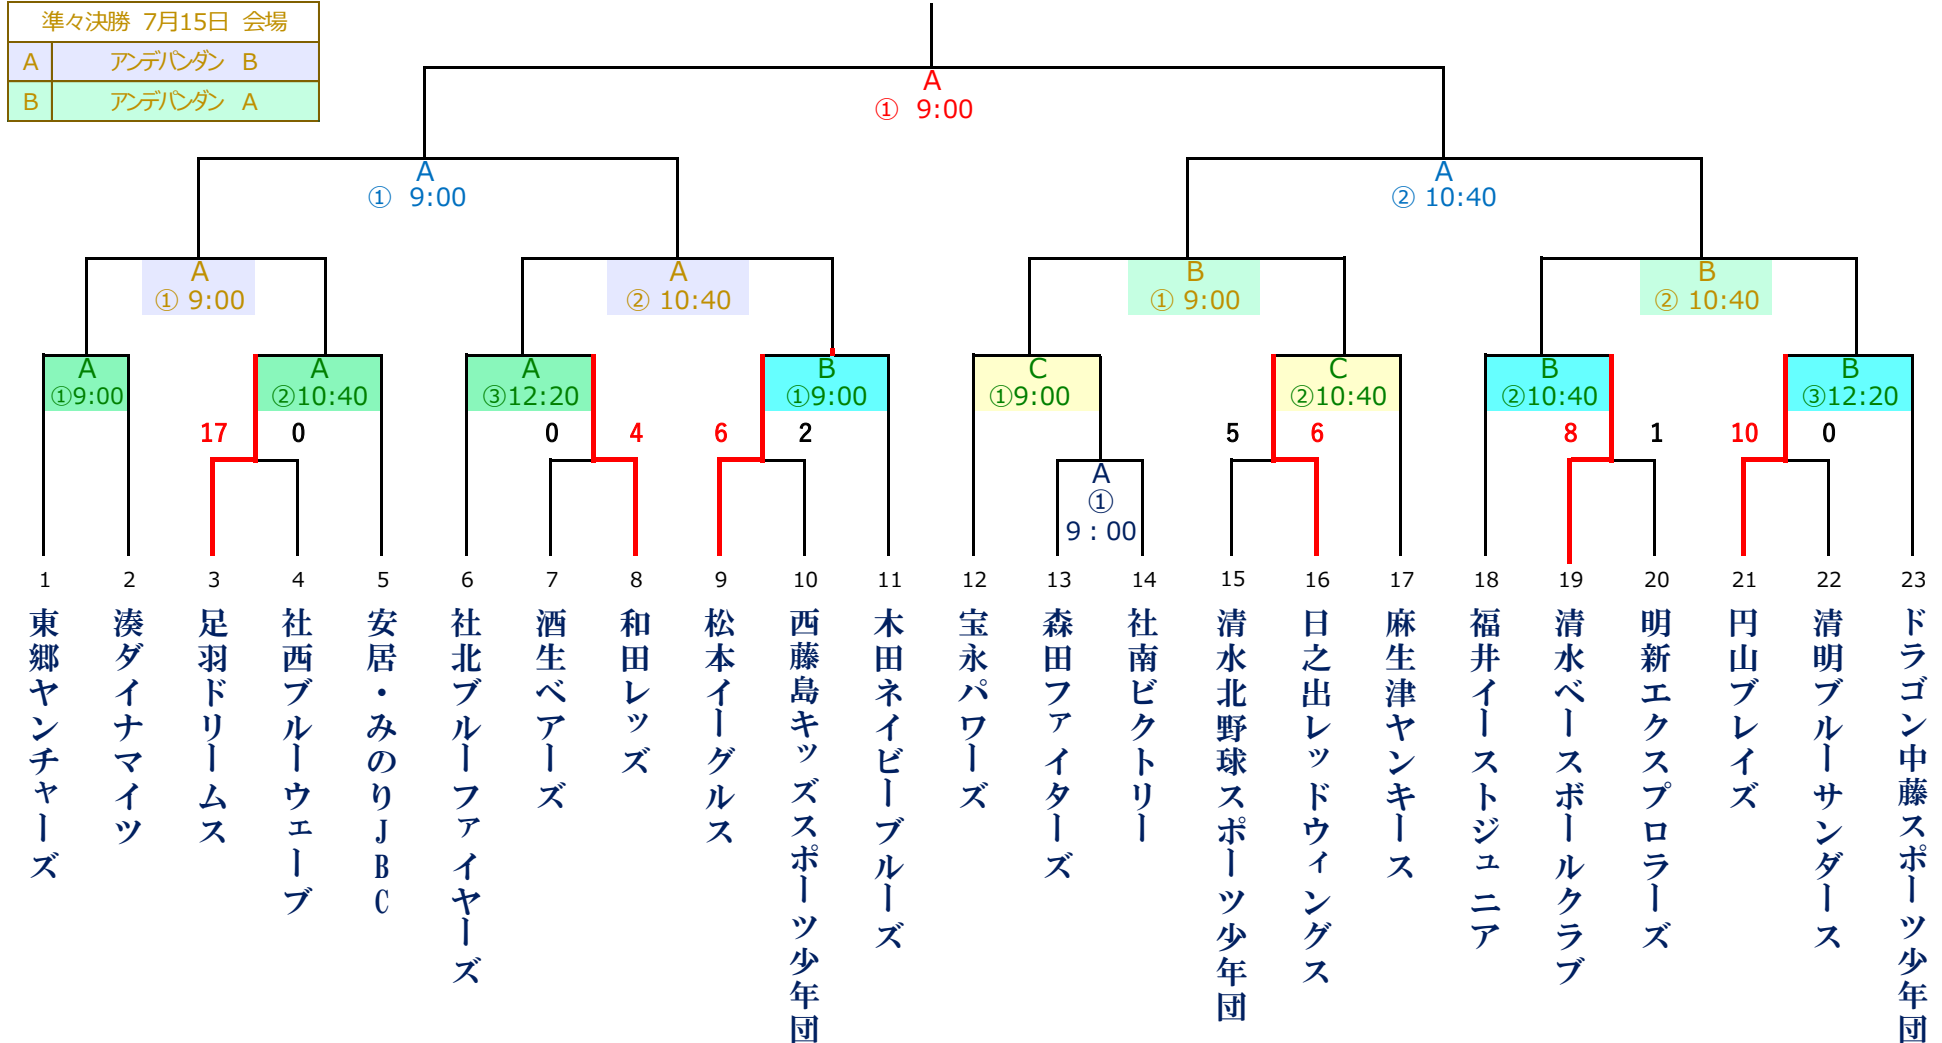 準々決勝 7月15日 会場
A アンデパンダン B
B アンデパンダン A
A
① 9:00
A
① 9:00
A
② 10:40
A
① 9:00
A
② 10:40
B
① 9:00
B
② 10:40
A
①9:00
A
②10:40
A
③12:20
B
①9:00
C
①9:00
C
②10:40
B
②10:40
B
③12:20
17 0 0 4 6 2 5 6 8 1 10 0
A
①
9：00
1 2 3 4 5 6 7 8 9 10 11 12 13 14 15 16 17 18 19 20 21 22 23
東郷ヤンチャーズ
湊ダイナマイツ
足羽ドリームス
社西ブルーウェーブ
安居・みのりJBC
社北ブルーファイヤーズ
酒生ベアーズ
和田レッズ
松本イーグルス
西藤島キッズスポーツ少年団
木田ネイビーブルーズ
宝永パワーズ
森田ファイターズ
社南ビクトリー
清水北野球スポーツ少年団
日之出レッドウィングス
麻生津ヤンキース
福井イーストジュニア
清水ベースボールクラブ
明新エクスプロラーズ
円山ブレイズ
清明ブルーサンダース
ドラゴン中藤スポーツ少年団